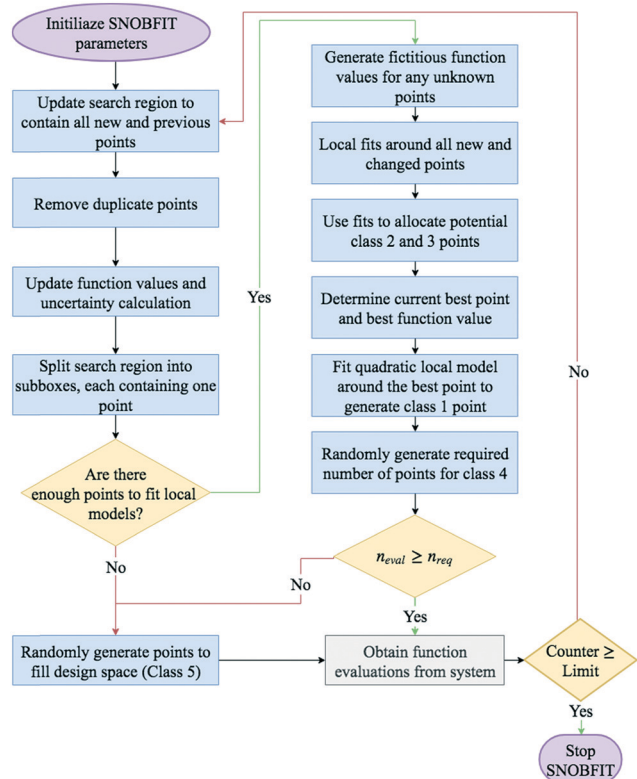 Initiliaze SNOBFIT
parameters
Update search region to
contain all new and previous
points
Remove duplicate points
Update function values and
uncertainty calculation
Split search region into
subboxes, each containing one
point
Are there
enough points to fit local
models?
Yes
No
Generate fictitious function
values for any unknown
points
Local fits around all new and
changed points
Use fits to allocate potential
class 2 and 3 points
Determine current best point
and best function value
Fit quadratic local model
around the best point to
generate class 1 point
Randomly generate required
number of points for class 4
n_eval ≥ n_req
No
Yes
Randomly generate points to
fill design space (Class 5)
Obtain function
evaluations from system
Counter ≥
Limit
No
Yes
Stop
SNOBFIT